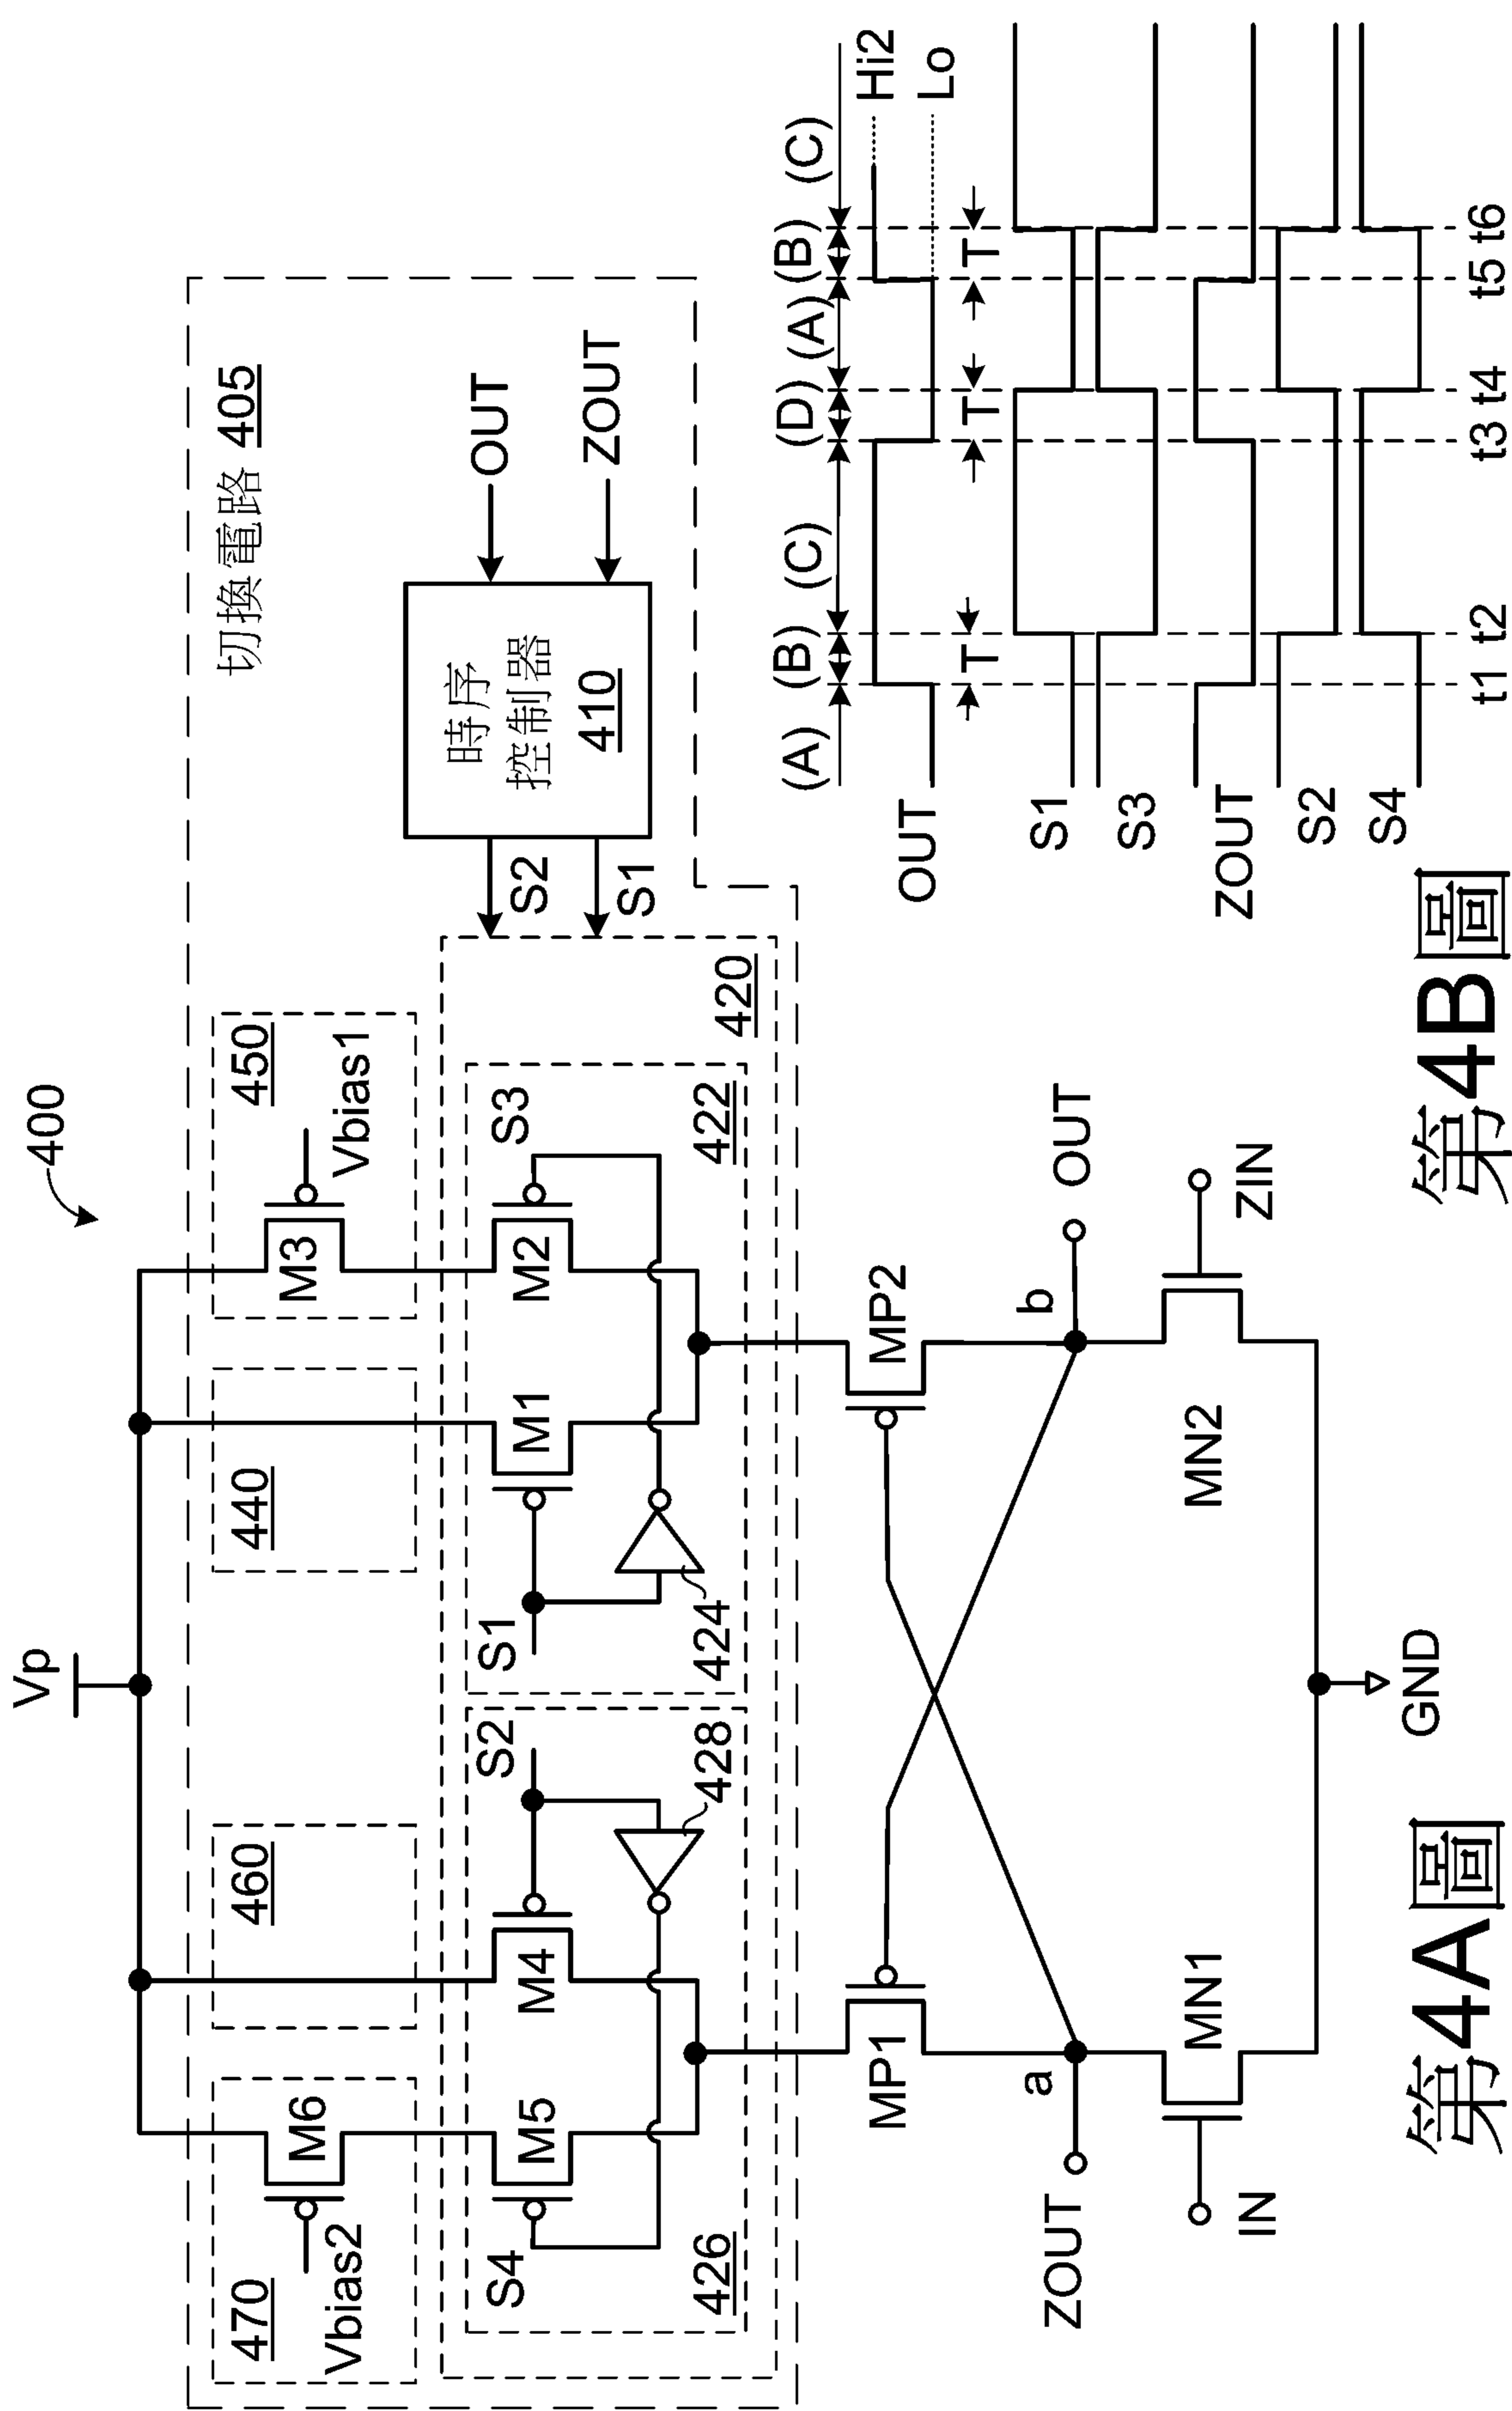 400
Vp
切換電路 405
470
Vbias2
M6
460
440
M3
450
Vbias1
S4
M5
M4
S2
428
426
S1
M1
424
M2
S3
422
420
S2
S1
時序
控制器
410
OUT
ZOUT
MP1
MP2
ZOUT
a
b
OUT
IN
MN1
MN2
ZIN
GND
第4A圖
(A)
(B)
(C)
(D)
(A)
(B)
(C)
OUT
Hi2
Lo
T
T
T
S1
S3
ZOUT
S2
S4
t1
t2
t3
t4
t5
t6
第4B圖